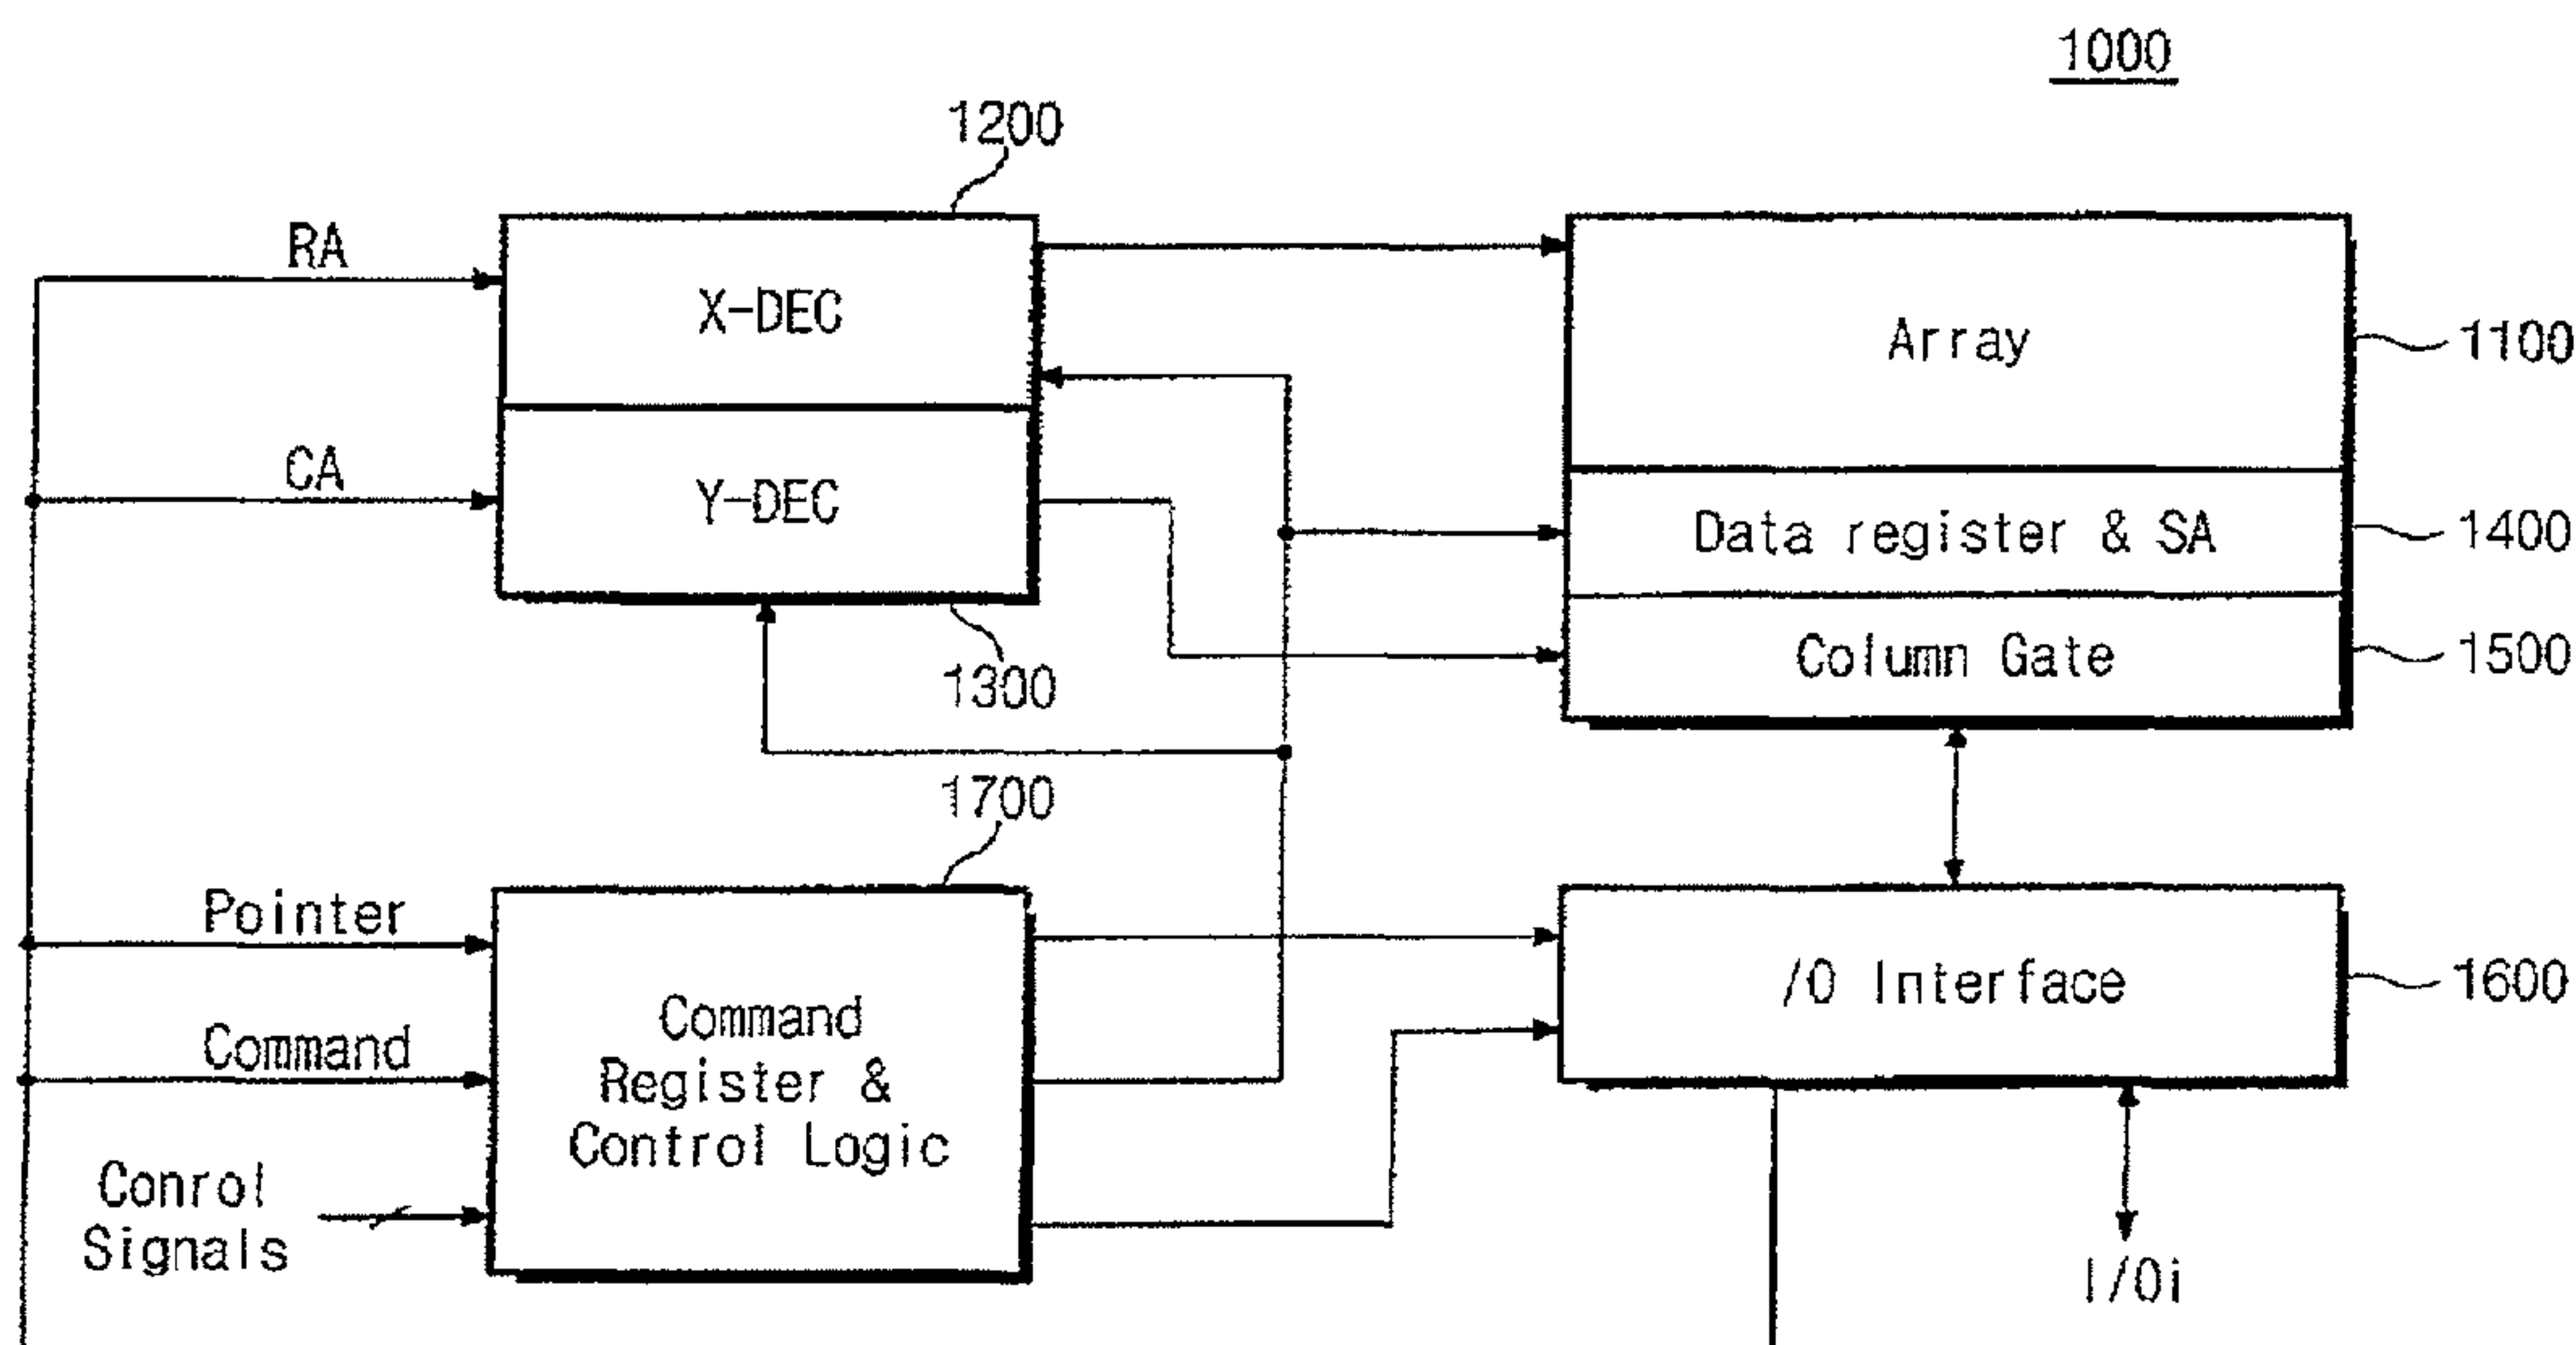 1000
1200
RA
X-DEC
Array
1100
CA
Y-DEC
Data register & SA
1400
Column Gate
1500
1300
1700
Pointer
Command
Conrol
Signals
Command
Register &
Control Logic
/O Interface
1600
I/Oi